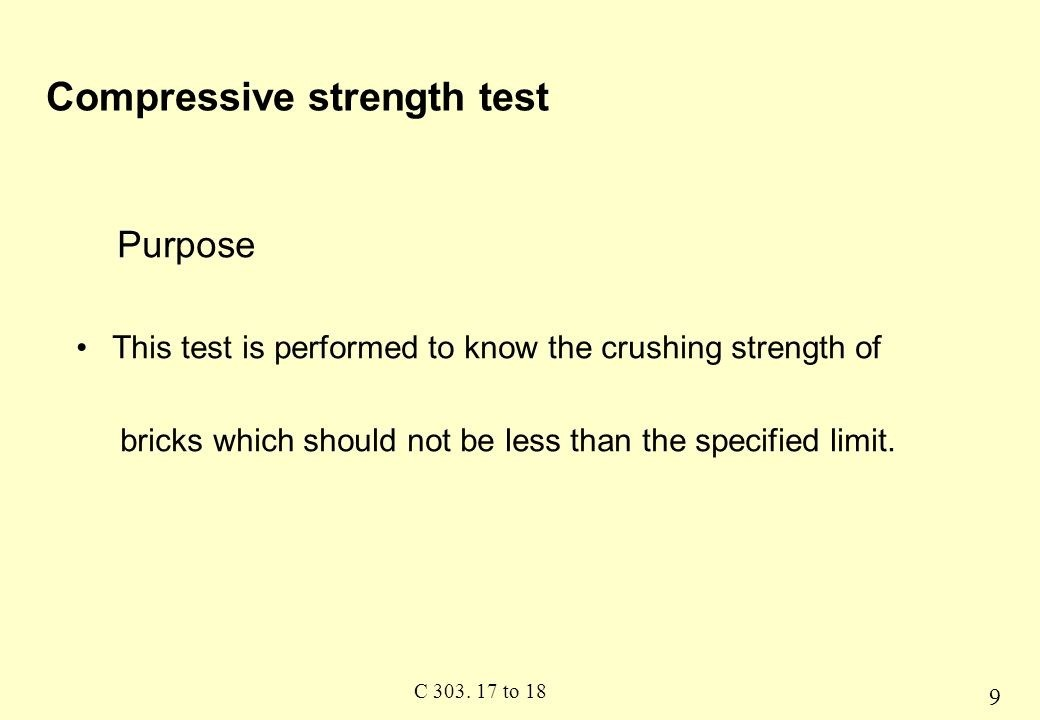 Compressive strength test
Purpose
• This test is performed to know the crushing strength of
bricks which should not be less than the specified limit.
C 303. 17 to 18
9